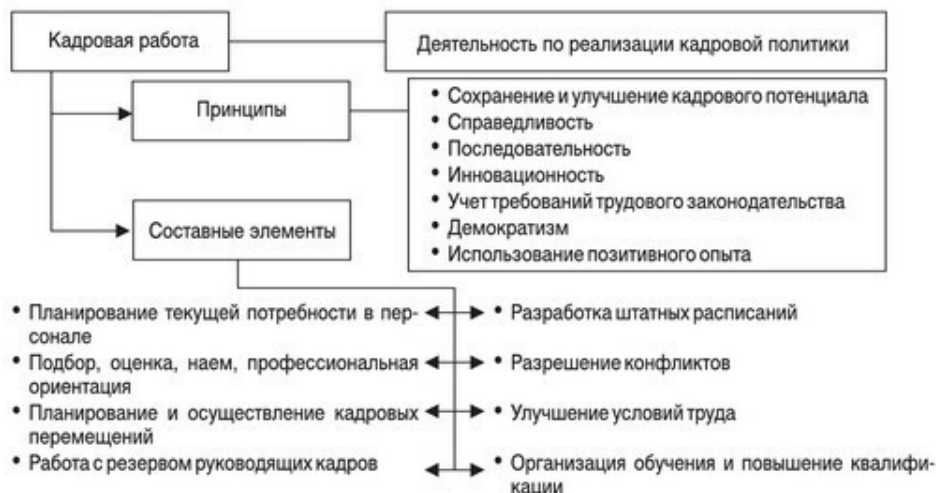 Кадровая работа
Деятельность по реализации кадровой политики
Принципы
• Сохранение и улучшение кадрового потенциала
• Справедливость
• Последовательность
• Инновационность
• Учет требований трудового законодательства
• Демократизм
• Использование позитивного опыта
Составные элементы
• Планирование текущей потребности в пер-
сонале
• Подбор, оценка, наем, профессиональная
ориентация
• Планирование и осуществление кадровых
перемещений
• Работа с резервом руководящих кадров
• Разработка штатных расписаний
• Разрешение конфликтов
• Улучшение условий труда
• Организация обучения и повышение квалифи-
кации